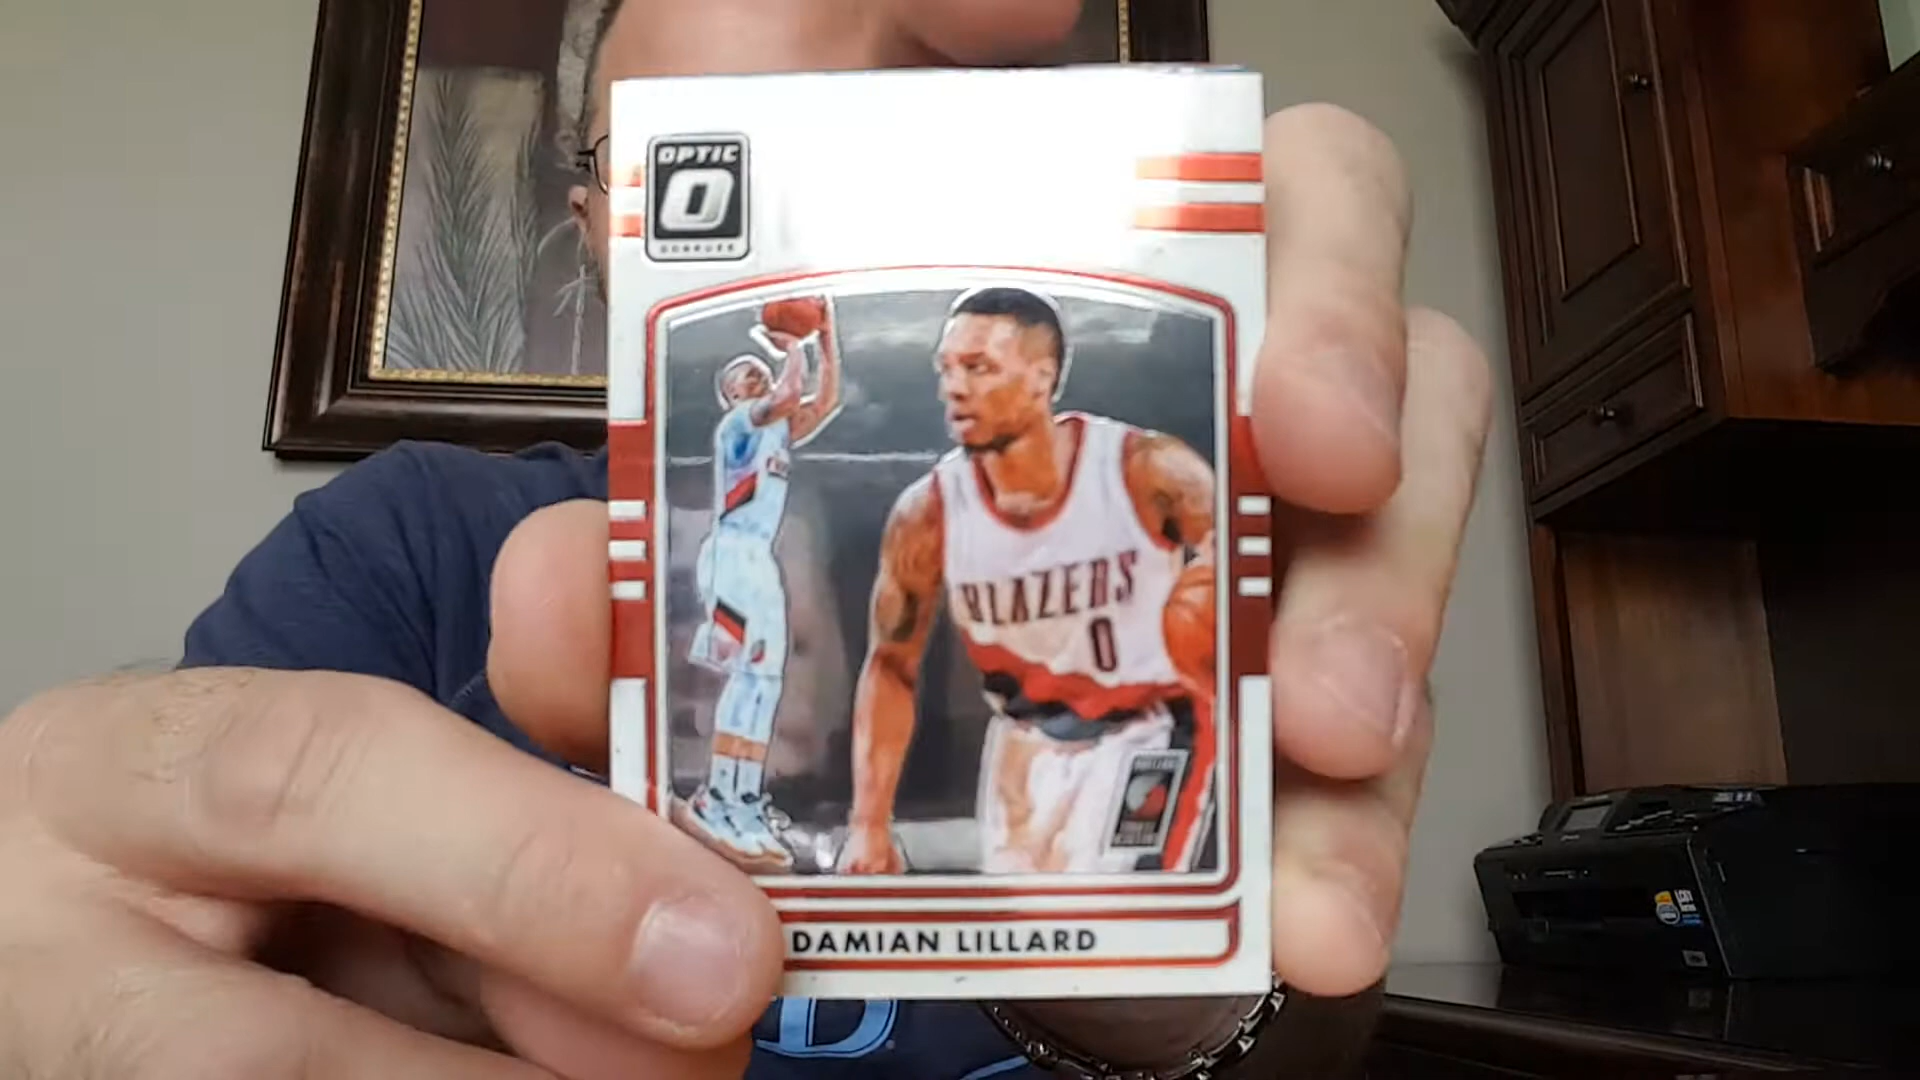 OPTIC
O
DONRUSS
BLAZERS
0
DAMIAN LILLARD